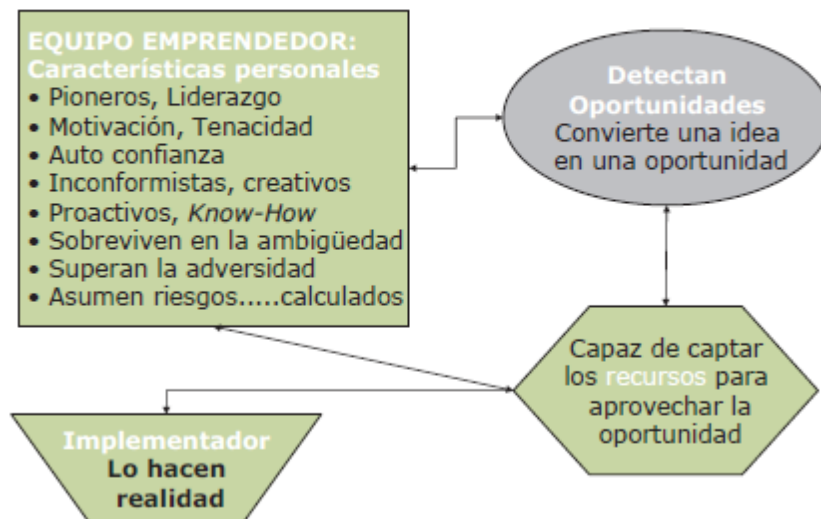 EQUIPO EMPRENDEDOR:
Características personales
• Pioneros, Liderazgo
• Motivación, Tenacidad
• Auto confianza
• Inconformistas, creativos
• Proactivos, Know-How
• Sobreviven en la ambigüedad
• Superan la adversidad
• Asumen riesgos.....calculados
Detectan
Oportunidades
Convierte una idea
en una oportunidad
Capaz de captar
los recursos para
aprovechar la
oportunidad
Implementador
Lo hacen
realidad